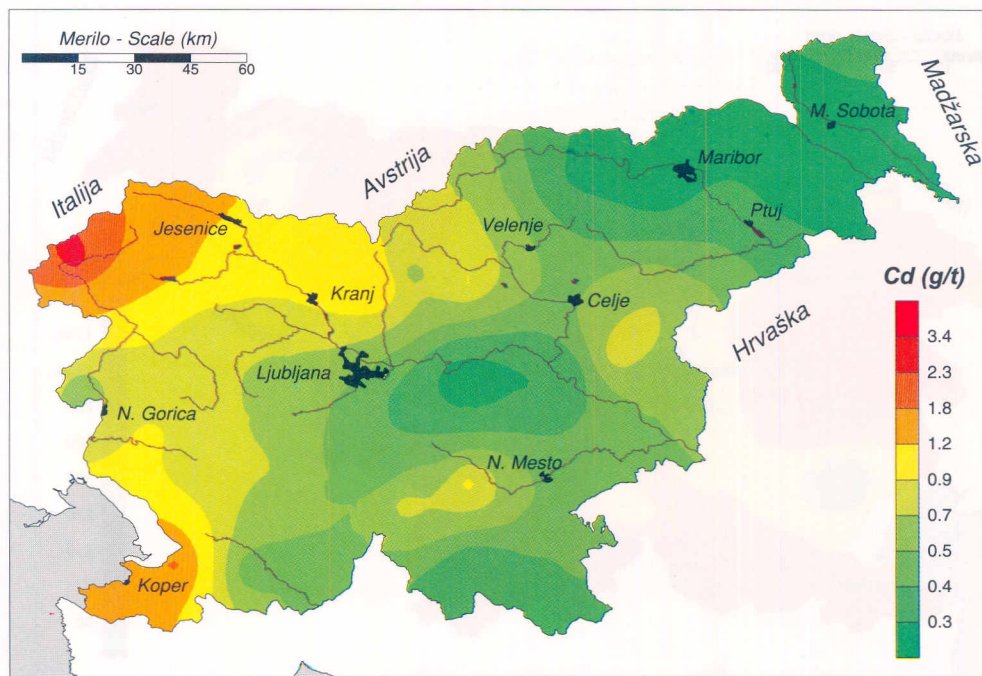 Merilo - Scale (km)
15 30 45 60
Italija
Avstrija
Madžarska
Hrvaška
M. Sobota
Maribor
Ptuj
Jesenice
Velenje
Kranj
Celje
Ljubljana
N. Gorica
N. Mesto
Koper
Cd (g/t)
3.4
2.3
1.8
1.2
0.9
0.7
0.5
0.4
0.3